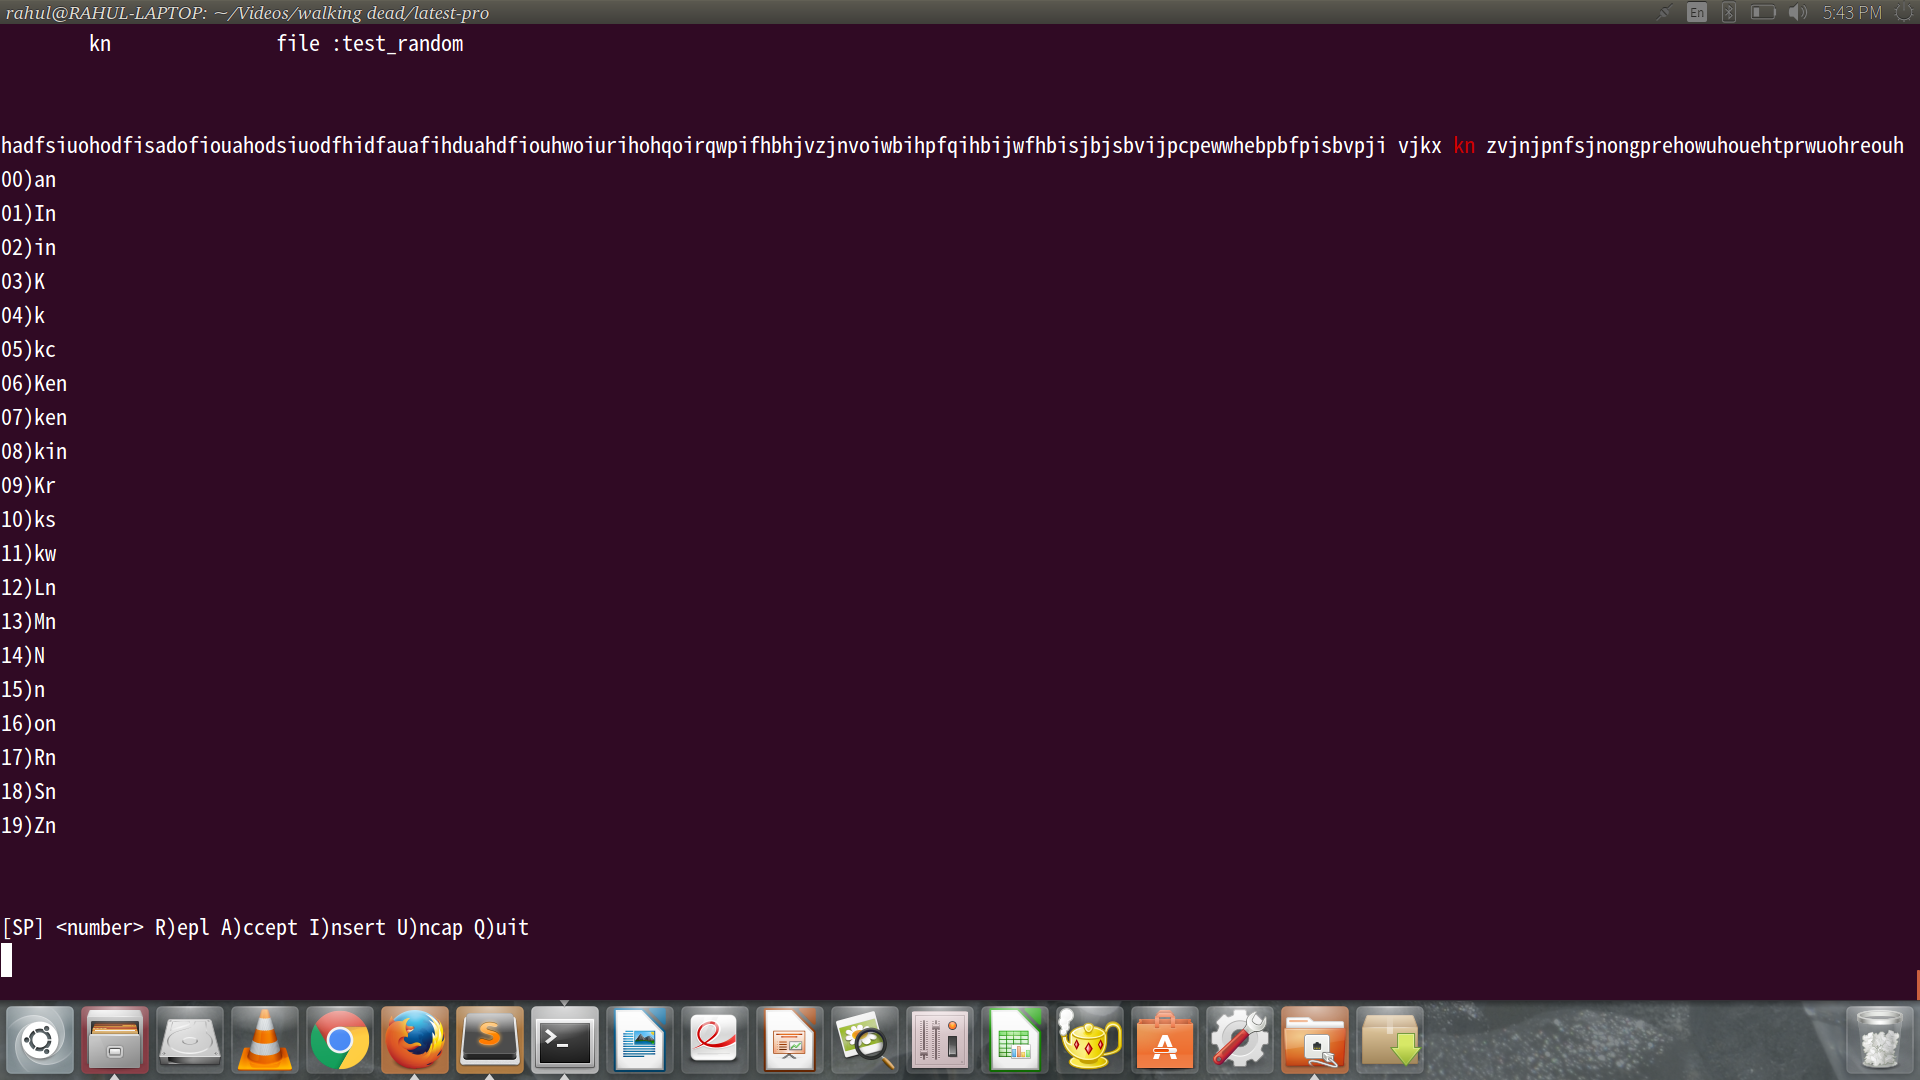 rahul@RAHUL-LAPTOP: ~/Videos/walking dead/latest-pro En 5:43 PM
kn file :test_random
hadfsiuohodfisadofiouahodsiuodfhidfauafihduahdfiouhwoiurihohqoirqwpifhbhjvzjnvoiwbihpfqihbijwfhbisjbjsbvijpcpewwhebpbfpisbvpji vjkx kn zvjnjpnfsjnongprehowuhouehtprwuohreouh
00)an
01)In
02)in
03)K
04)k
05)kc
06)Ken
07)ken
08)kin
09)Kr
10)ks
11)kw
12)Ln
13)Mn
14)N
15)n
16)on
17)Rn
18)Sn
19)Zn
[SP] <number> R)epl A)ccept I)nsert U)ncap Q)uit